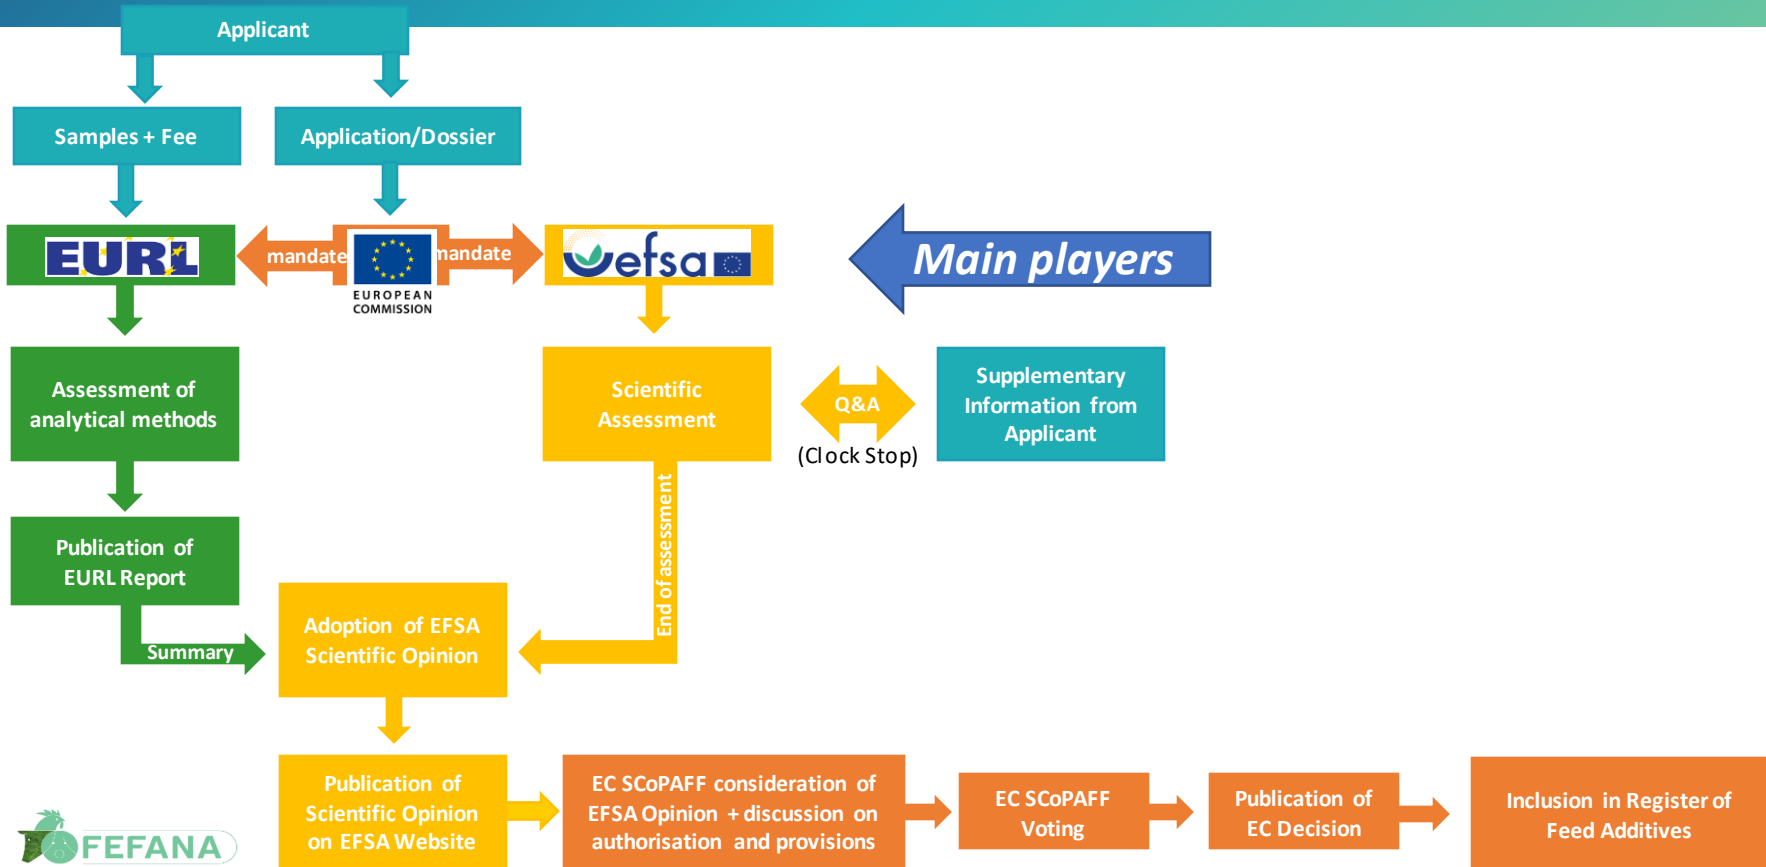 Applicant
Samples + Fee
Application/Dossier
EURL
mandate
EUROPEAN
COMMISSION
mandate
efsa
Main players
Assessment of
analytical methods
Scientific
Assessment
Q&A
(Clock Stop)
Supplementary
Information from
Applicant
End of assessment
Publication of
EURL Report
Summary
Adoption of EFSA
Scientific Opinion
Publication of
Scientific Opinion
on EFSA Website
EC SCoPAFF consideration of
EFSA Opinion + discussion on
authorisation and provisions
EC SCoPAFF
Voting
Publication of
EC Decision
Inclusion in Register of
Feed Additives
FEFANA